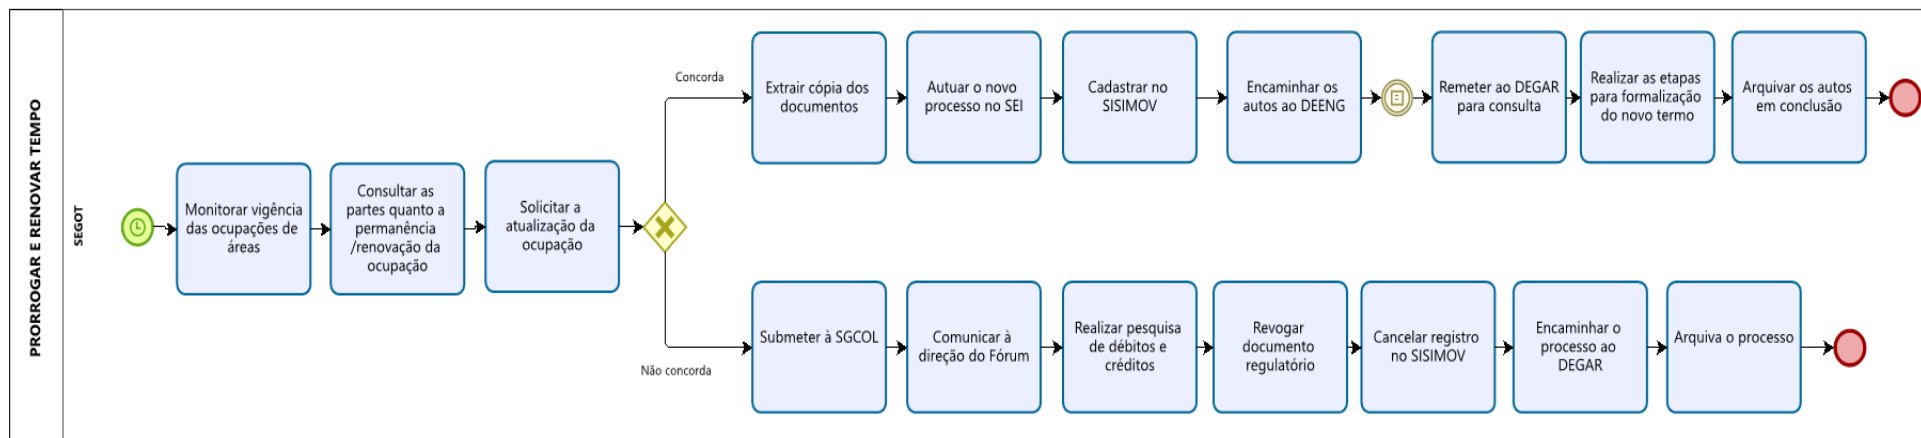 PRORROGAR E RENOVAR TEMPO
SEGOT
Monitorar vigência
das ocupações de
áreas
Consultar as
partes quanto a
permanência
/renovação da
ocupação
Solicitar a
atualização da
ocupação
Concorda
Extrair cópia dos
documentos
Autuar o novo
processo no SEI
Cadastrar no
SISIMOV
Encaminhar os
autos ao DEENG
Remeter ao DEGAR
para consulta
Realizar as etapas
para formalização
do novo termo
Arquivar os autos
em conclusão
Não concorda
Submeter à SGCOL
Comunicar à
direção do Fórum
Realizar pesquisa
de débitos e
créditos
Revogar
documento
regulatório
Cancelar registro
no SISIMOV
Encaminhar o
processo ao
DEGAR
Arquiva o processo